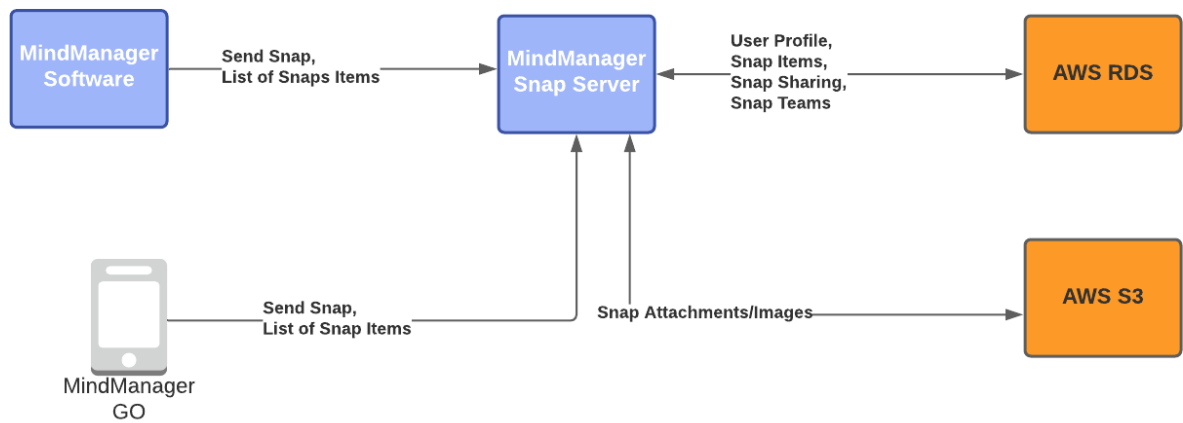 MindManager
Software
Send Snap,
List of Snaps Items
MindManager
Snap Server
User Profile,
Snap Items,
Snap Sharing,
Snap Teams
AWS RDS
MindManager
GO
Send Snap,
List of Snap Items
Snap Attachments/Images
AWS S3